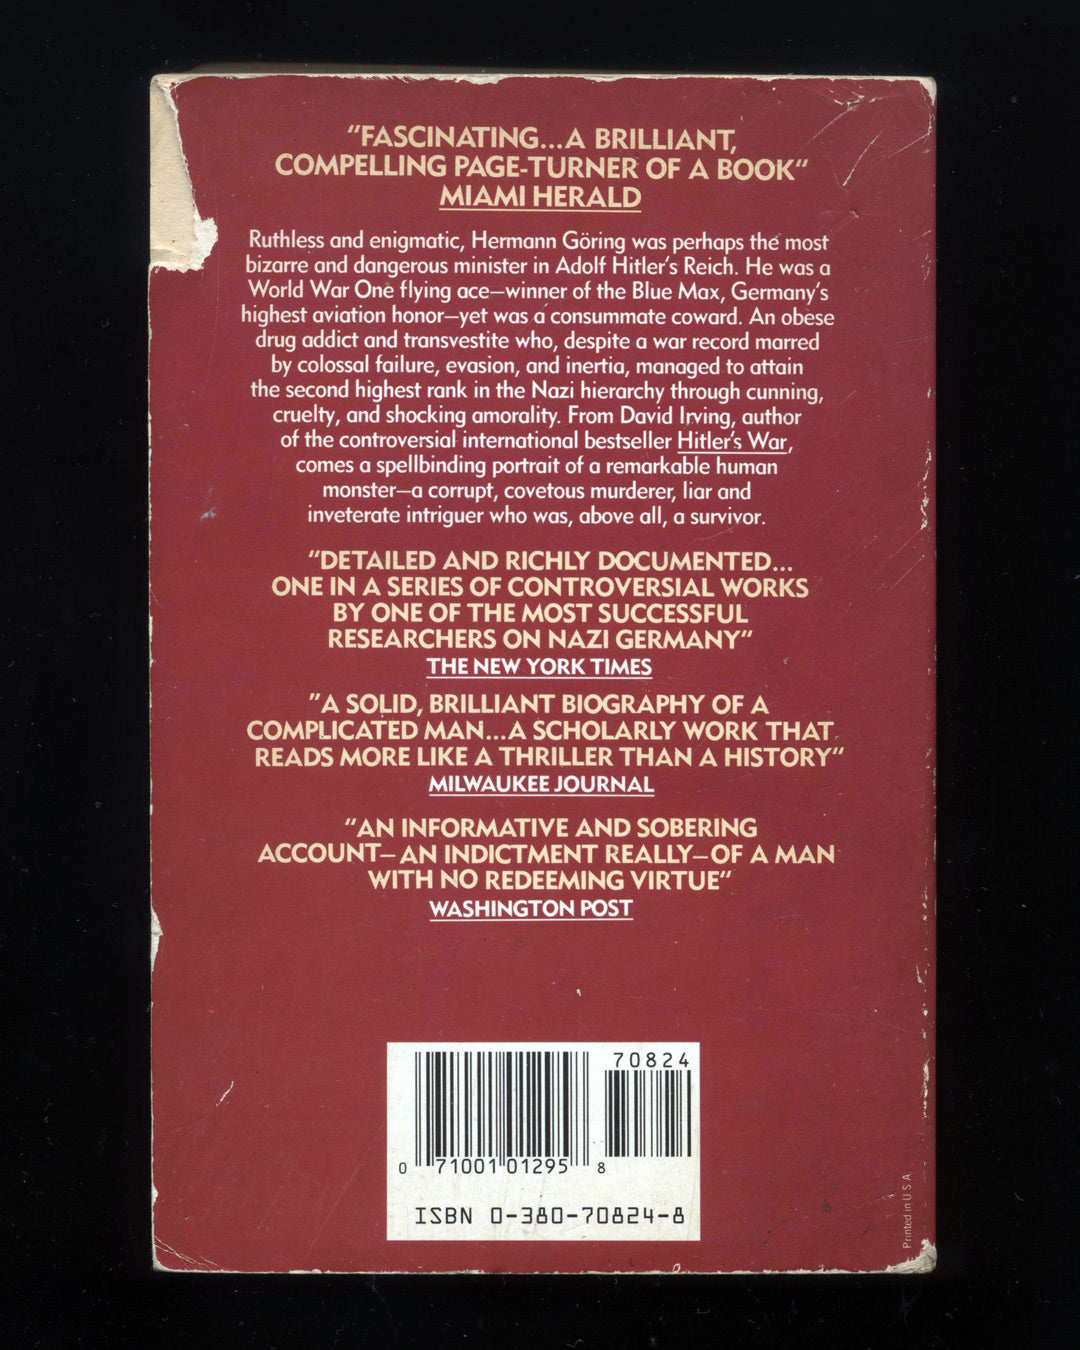 “FASCINATING...A BRILLIANT,
COMPELLING PAGE-TURNER OF A BOOK“
MIAMI HERALD
Ruthless and enigmatic, Hermann Göring was perhaps the most
bizarre and dangerous minister in Adolf Hitler's Reich. He was a
World War One flying ace—winner of the Blue Max, Germany's
highest aviation honor—yet was a consummate coward. An obese
drug addict and transvestite who, despite a war record marred
by colossal failure, evasion, and inertia, managed to attain
the second highest rank in the Nazi hierarchy through cunning,
cruelty, and shocking amorality. From David Irving, author
of the controversial international bestseller Hitler's War,
comes a spellbinding portrait of a remarkable human
monster—a corrupt, covetous murderer, liar and
inveterate intriguer who was, above all, a survivor.
“DETAILED AND RICHLY DOCUMENTED...
ONE IN A SERIES OF CONTROVERSIAL WORKS
BY ONE OF THE MOST SUCCESSFUL
RESEARCHERS ON NAZI GERMANY“
THE NEW YORK TIMES
”A SOLID, BRILLIANT BIOGRAPHY OF A
COMPLICATED MAN...A SCHOLARLY WORK THAT
READS MORE LIKE A THRILLER THAN A HISTORY“
MILWAUKEE JOURNAL
“AN INFORMATIVE AND SOBERING
ACCOUNT—AN INDICTMENT REALLY—OF A MAN
WITH NO REDEEMING VIRTUE“
WASHINGTON POST
70824
0 71001 01295 8
ISBN 0-380-70824-8
Printed in U.S.A.